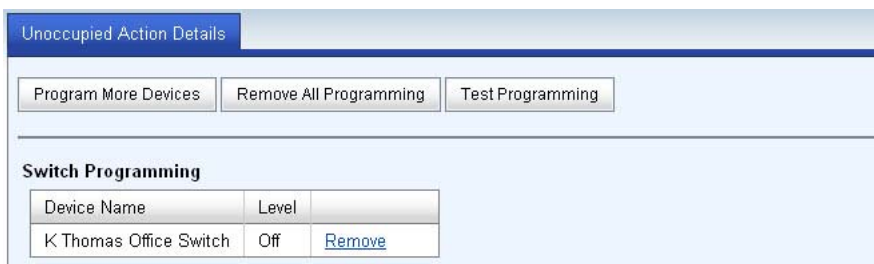 Unoccupied Action Details
Program More Devices Remove All Programming Test Programming
Switch Programming
Device Name Level
K Thomas Office Switch Off Remove